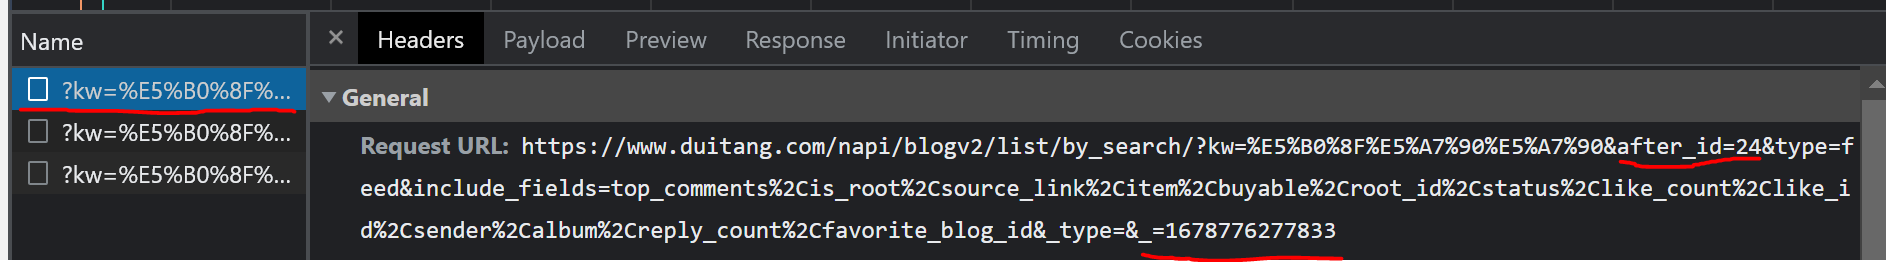 Name
× Headers Payload Preview Response Initiator Timing Cookies
?kw=%E5%B0%8F%...
?kw=%E5%B0%8F%...
?kw=%E5%B0%8F%...
▼ General
Request URL: https://www.duitang.com/napi/blogv2/list/by_search/?kw=%E5%B0%8F%E5%A7%90%E5%A7%90&after_id=24&type=f
eed&include_fields=top_comments%2Cis_root%2Csource_link%2Citem%2Cbuyable%2Croot_id%2Cstatus%2Clike_count%2Clike_i
d%2Csender%2Calbum%2Creply_count%2Cfavorite_blog_id&_type=&_=1678776277833